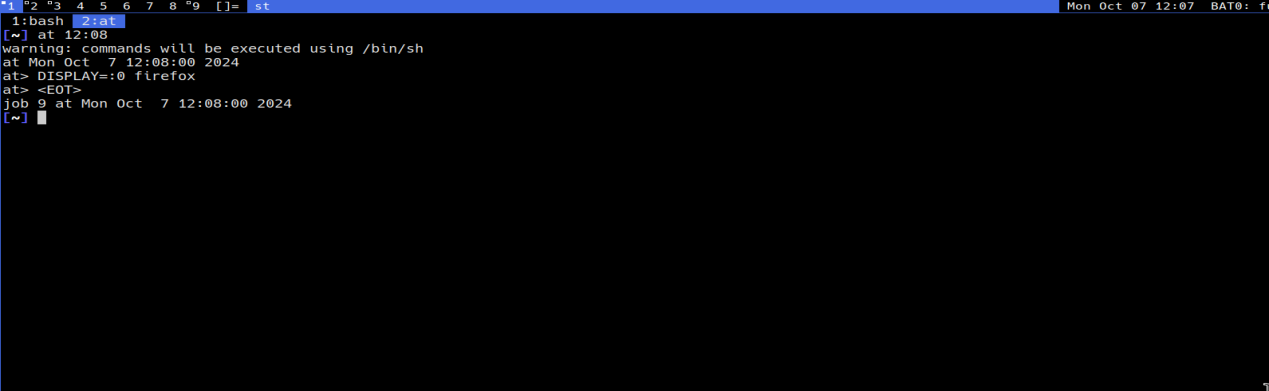 1 2 3 4 5 6 7 8 9 []= st Mon Oct 07 12:07 BAT0:
1:bash 2:at
[~] at 12:08
warning: commands will be executed using /bin/sh
at Mon Oct  7 12:08:00 2024
at> DISPLAY=:0 firefox
at> <EOT>
job 9 at Mon Oct  7 12:08:00 2024
[~]